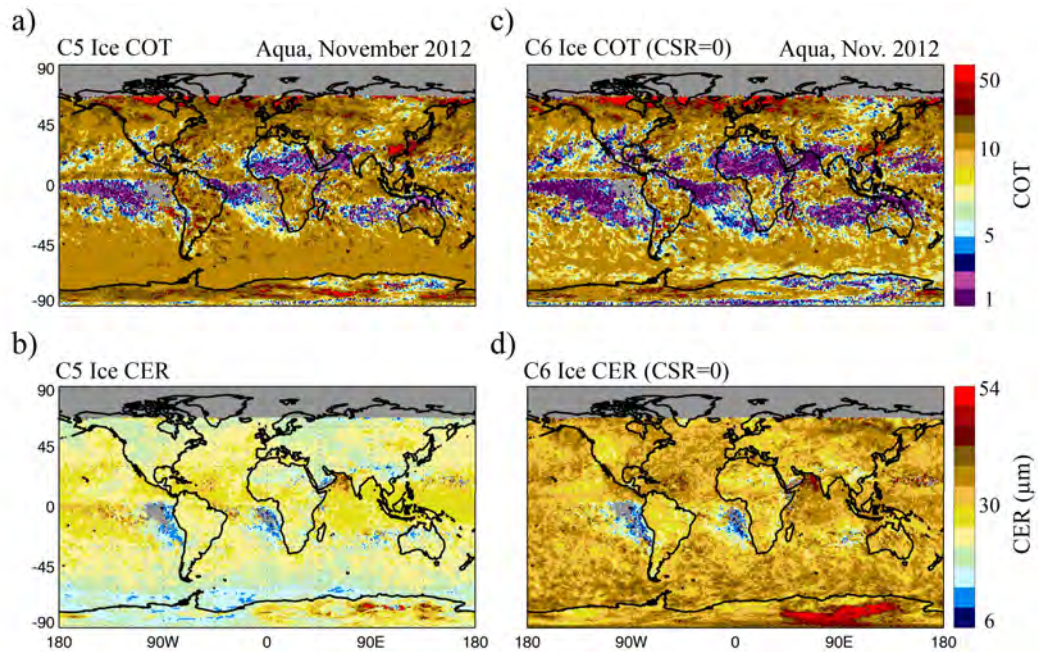 a)
C5 Ice COT Aqua, November 2012
90
45
0
-45
-90
c)
C6 Ice COT (CSR=0) Aqua, Nov. 2012
50
10
5
1
COT
b)
C5 Ice CER
90
45
0
-45
-90
180 90W 0 90E 180
d)
C6 Ice CER (CSR=0)
180 90W 0 90E 180
54
30
6
CER (μm)